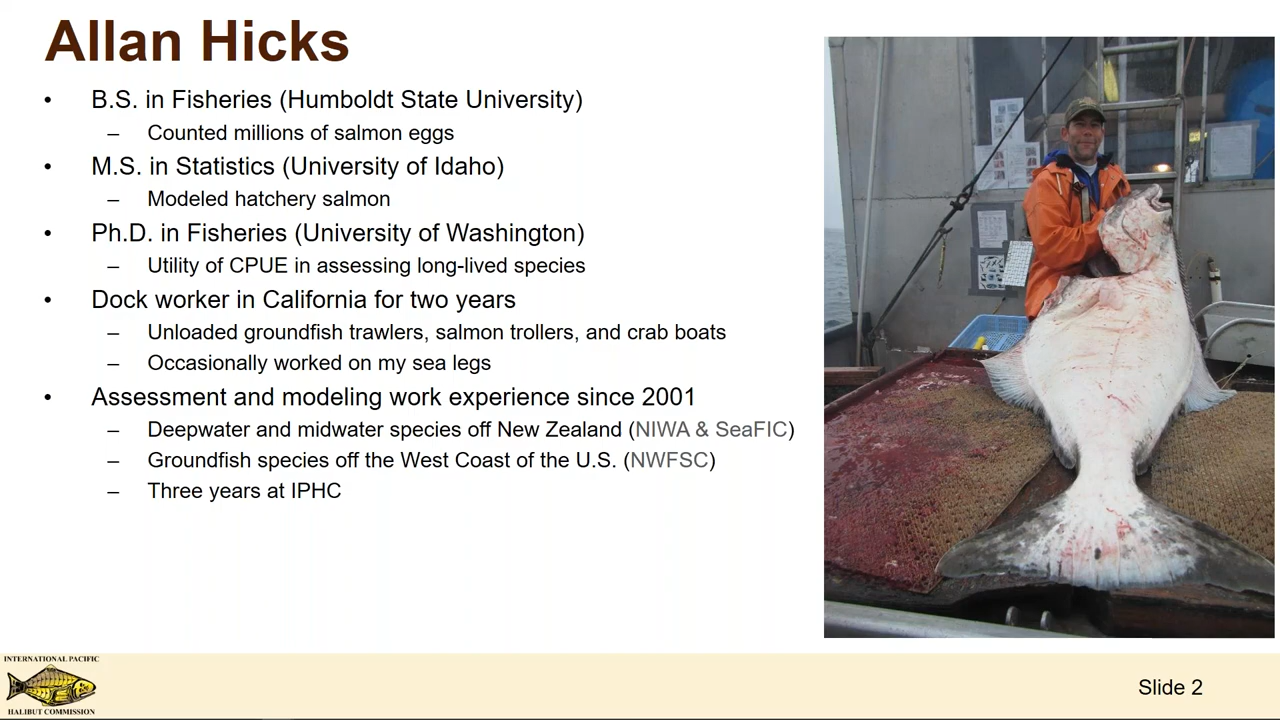 Allan Hicks
• B.S. in Fisheries (Humboldt State University)
– Counted millions of salmon eggs
• M.S. in Statistics (University of Idaho)
– Modeled hatchery salmon
• Ph.D. in Fisheries (University of Washington)
– Utility of CPUE in assessing long-lived species
• Dock worker in California for two years
– Unloaded groundfish trawlers, salmon trollers, and crab boats
– Occasionally worked on my sea legs
• Assessment and modeling work experience since 2001
– Deepwater and midwater species off New Zealand (NIWA & SeaFIC)
– Groundfish species off the West Coast of the U.S. (NWFSC)
– Three years at IPHC
INTERNATIONAL PACIFIC
HALIBUT COMMISSION
Slide 2